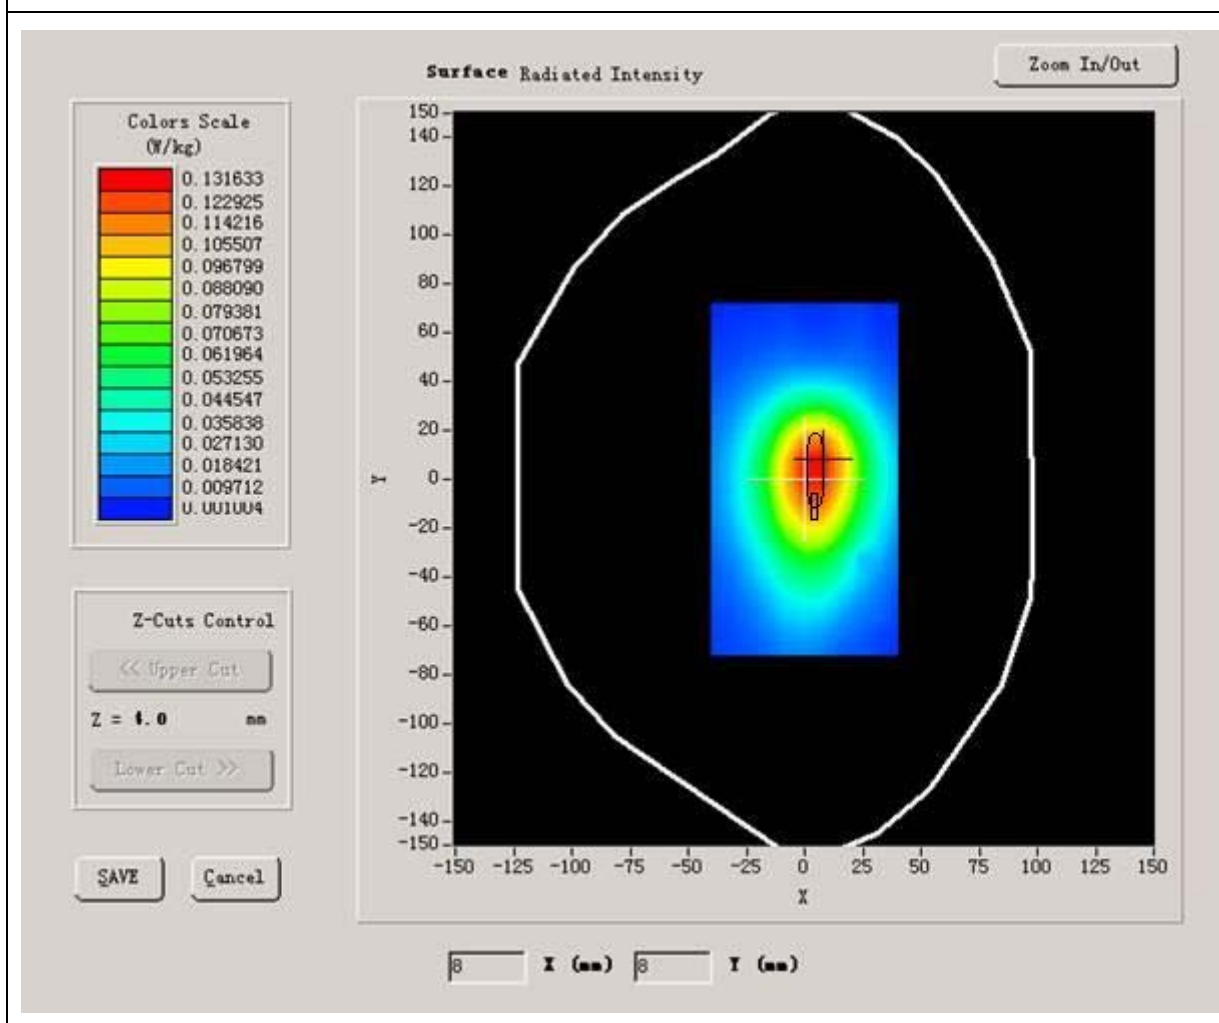 Surface Radiated Intensity
Zoom In/Out
Colors Scale
(W/kg)
0.131633
0.122925
0.114216
0.105507
0.096799
0.088090
0.079381
0.070673
0.061964
0.053255
0.044547
0.035838
0.027130
0.018421
0.009712
0.001004
Z-Cuts Control
<< Upper Cut
Z = mm
Lower Cut >>
SAVE
Cancel
150
140
120
100
80
60
40
20
0
-20
-40
-60
-80
-100
-120
-140
-150
Y
-150 -125 -100 -75 -50 -25 0 25 50 75 100 125 150
X
8 X (mm) 8 Y (mm)